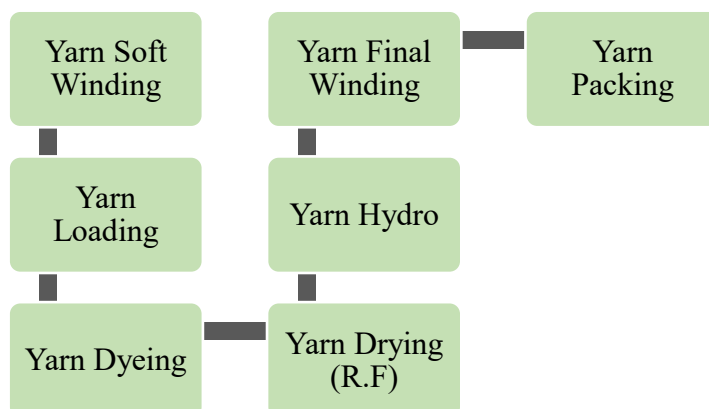 Yarn Soft
Winding
Yarn
Loading
Yarn Dyeing
Yarn Drying
(R.F)
Yarn Hydro
Yarn Final
Winding
Yarn
Packing